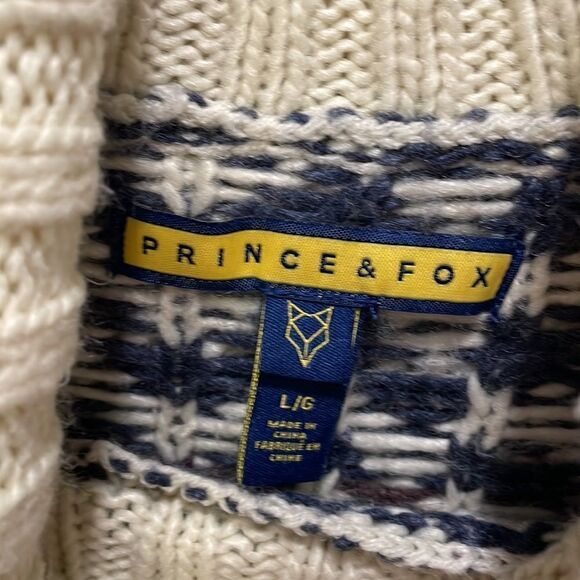 PRINCE & FOX
L/G
MADE IN
CHINA
FABRIQUÉ EN
CHINE